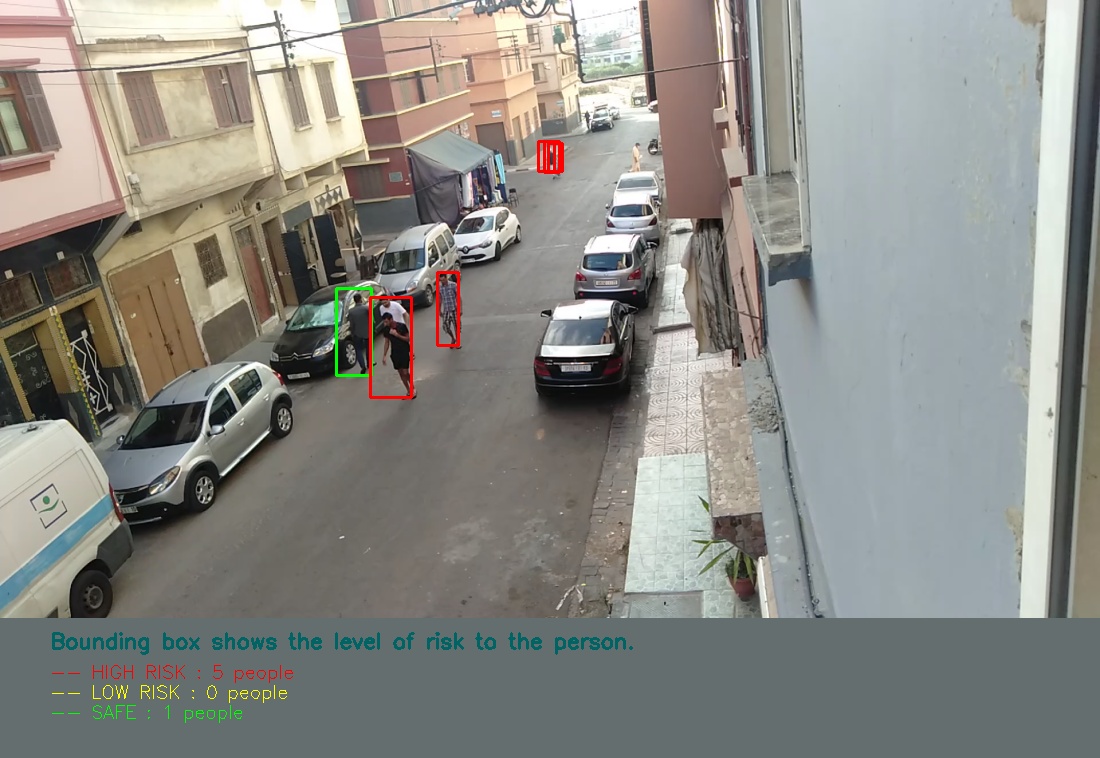 Bounding box shows the level of risk to the person.
—— HIGH RISK : 5 people
—— LOW RISK : 0 people
—— SAFE : 1 people